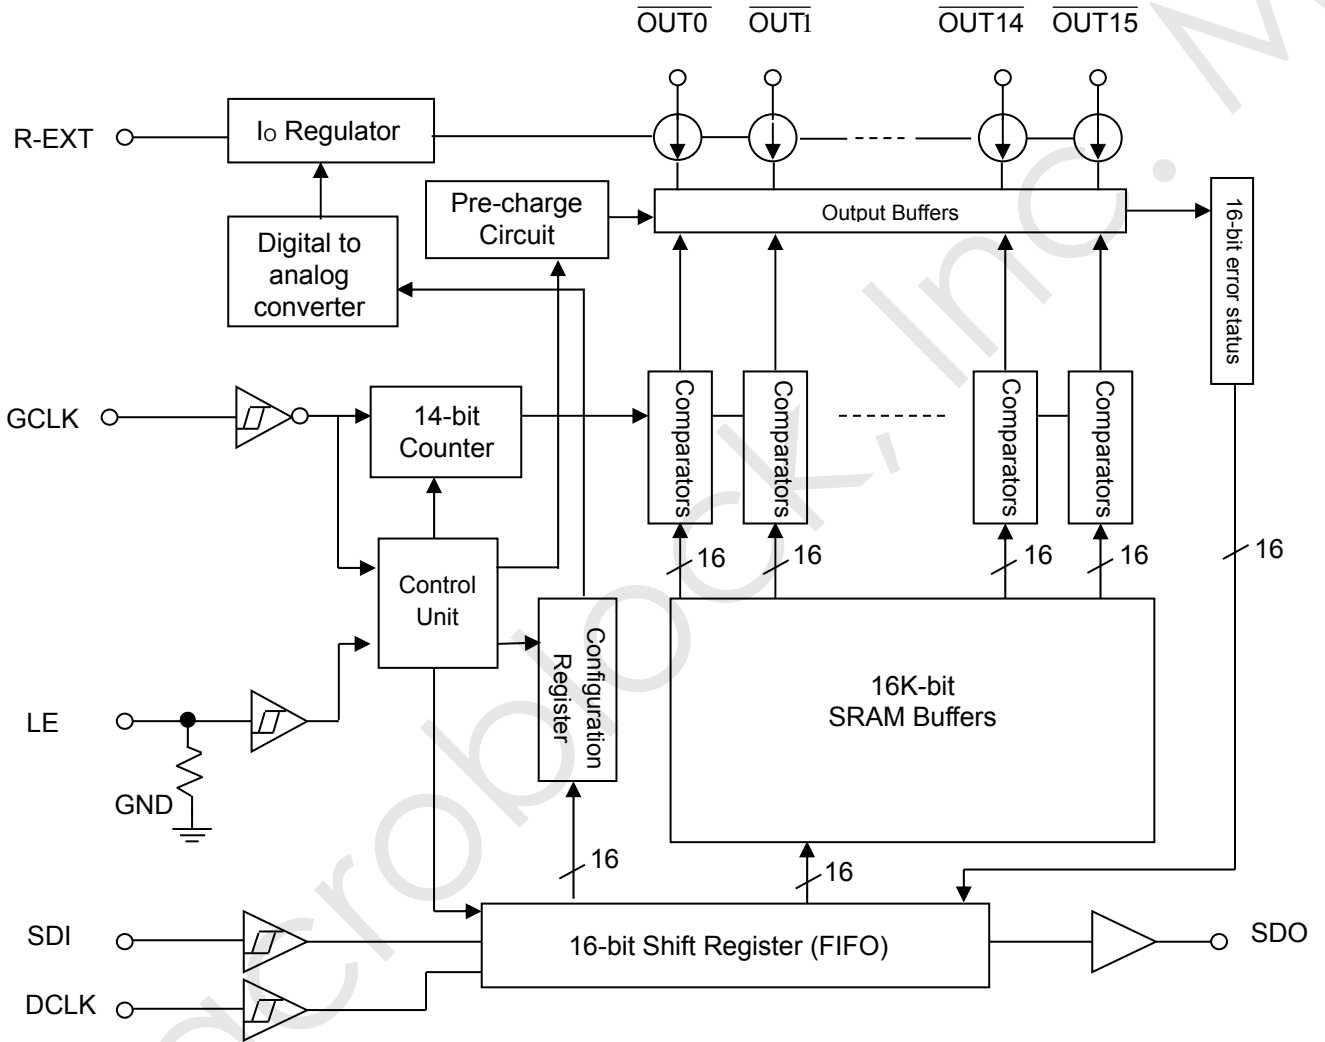 OUT0 OUT1 OUT14 OUT15
R-EXT
IO Regulator
Pre-charge
Circuit
Output Buffers
16-bit error status
Digital to
analog
converter
GCLK
14-bit
Counter
Comparators
Comparators
Comparators
Comparators
16
16
16
16
16
Control
Unit
Configuration
Register
16K-bit
SRAM Buffers
LE
GND
16
16
SDI
16-bit Shift Register (FIFO)
SDO
DCLK
acroblock, Inc.